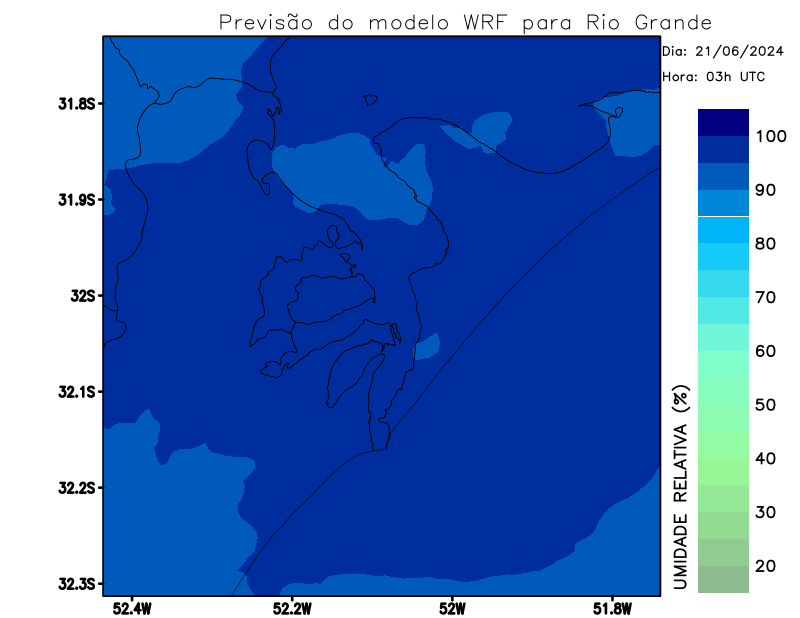 Previsão do modelo WRF para Rio Grande
Dia: 21/06/2024
Hora: 03h UTC
31.8S
31.9S
32S
32.1S
32.2S
32.3S
52.4W
52.2W
52W
51.8W
UMIDADE RELATIVA (%)
100
90
80
70
60
50
40
30
20